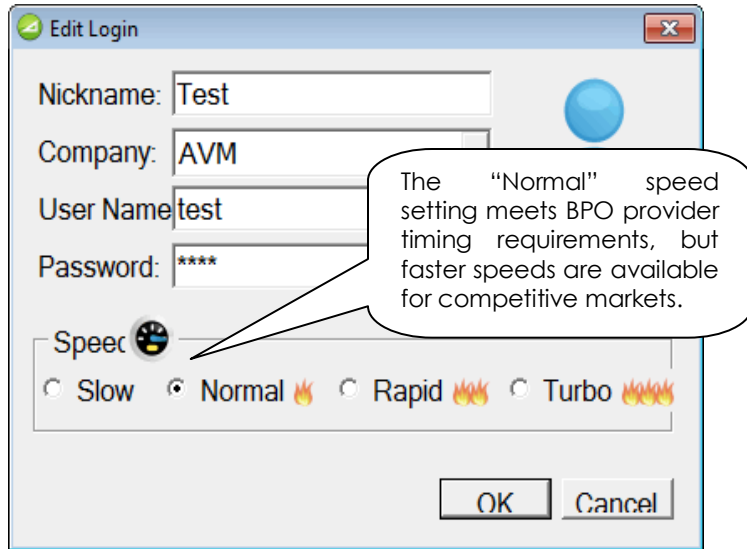 Edit Login
Nickname: Test
Company: AVM
User Name test
Password: ****
The “Normal” speed
setting meets BPO provider
timing requirements, but
faster speeds are available
for competitive markets.
Speec
Slow Normal Rapid Turbo
OK Cancel